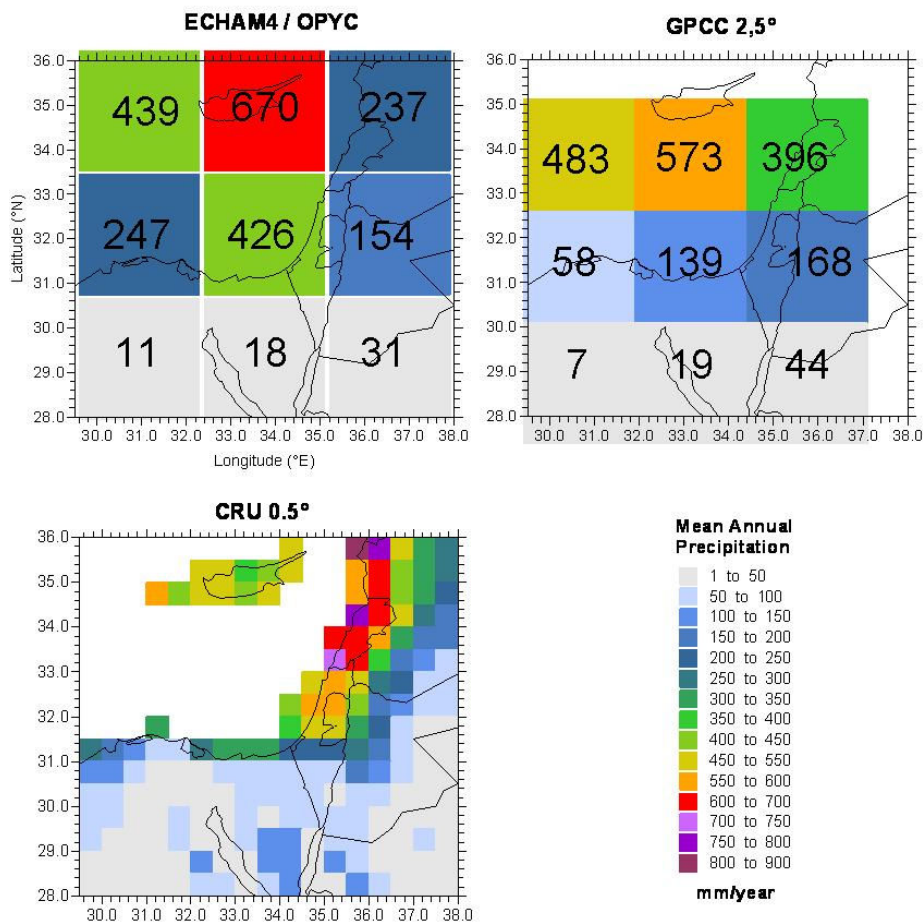 ECHAM4 / OPYC
36.0
35.0
34.0
33.0
32.0
31.0
30.0
29.0
28.0
Latitude (°N)
439 670 237
247 426 154
11 18 31
30.0 31.0 32.0 33.0 34.0 35.0 36.0 37.0 38.0
Longitude (°E)
GPCC 2,5°
36.0
35.0
34.0
33.0
32.0
31.0
30.0
29.0
28.0
483 573 396
58 139 168
7 19 44
30.0 31.0 32.0 33.0 34.0 35.0 36.0 37.0 38.0
CRU 0.5°
36.0
35.0
34.0
33.0
32.0
31.0
30.0
29.0
28.0
30.0 31.0 32.0 33.0 34.0 35.0 36.0 37.0 38.0
Mean Annual
Precipitation
1 to 50
50 to 100
100 to 150
150 to 200
200 to 250
250 to 300
300 to 350
350 to 400
400 to 450
450 to 550
550 to 600
600 to 700
700 to 750
750 to 800
800 to 900
mm/year